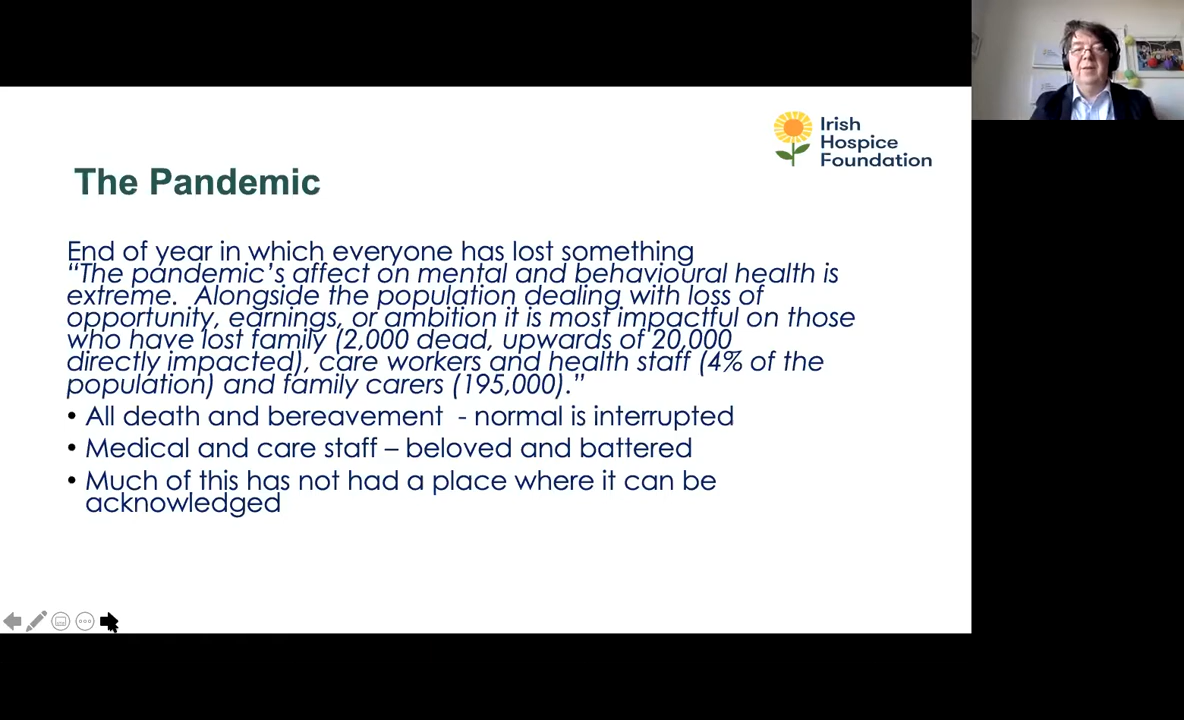 Irish
Hospice
Foundation
The Pandemic
End of year in which everyone has lost something
“The pandemic’s affect on mental and behavioural health is
extreme.  Alongside the population dealing with loss of
opportunity, earnings, or ambition it is most impactful on those
who have lost family (2,000 dead, upwards of 20,000
directly impacted), care workers and health staff (4% of the
population) and family carers (195,000).”
• All death and bereavement  - normal is interrupted
• Medical and care staff – beloved and battered
• Much of this has not had a place where it can be
acknowledged